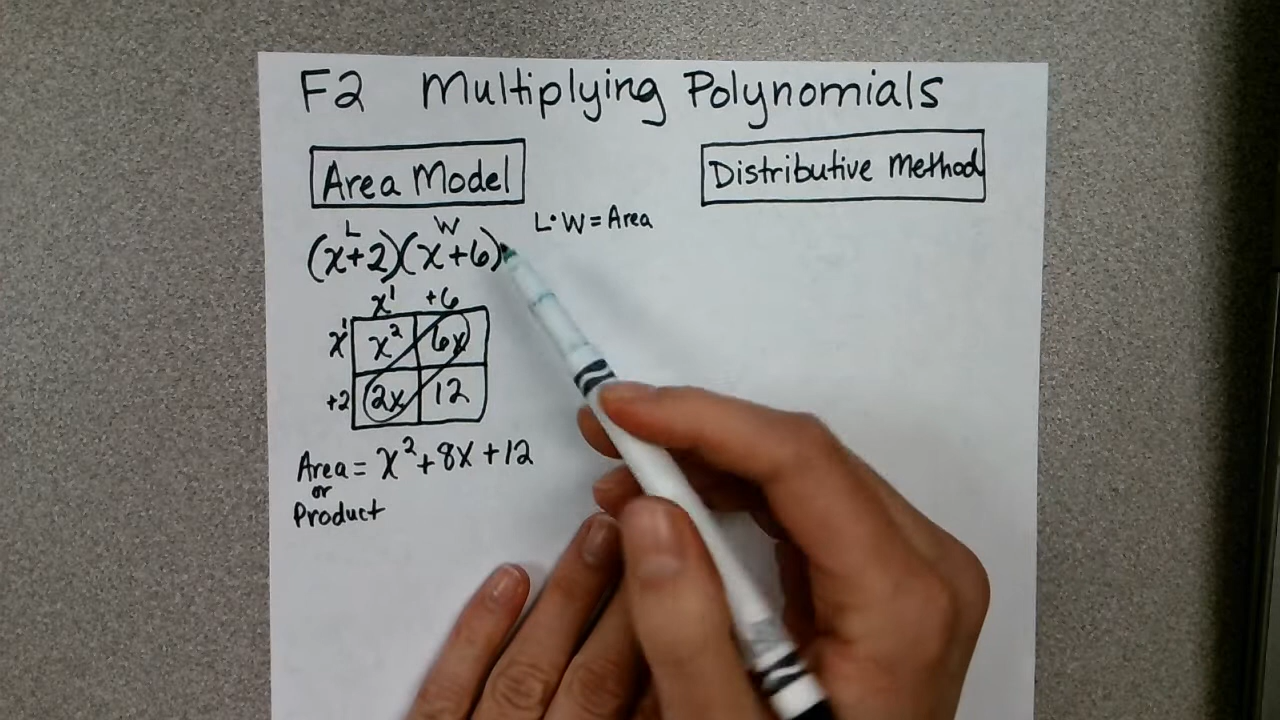 F2 Multiplying Polynomials
Area Model
Distributive Method
L W L·W = Area
(x+2)(x+6)
x¹ +6
x¹ x² 6x
+2 2x 12
Area = x² + 8x + 12
or
Product